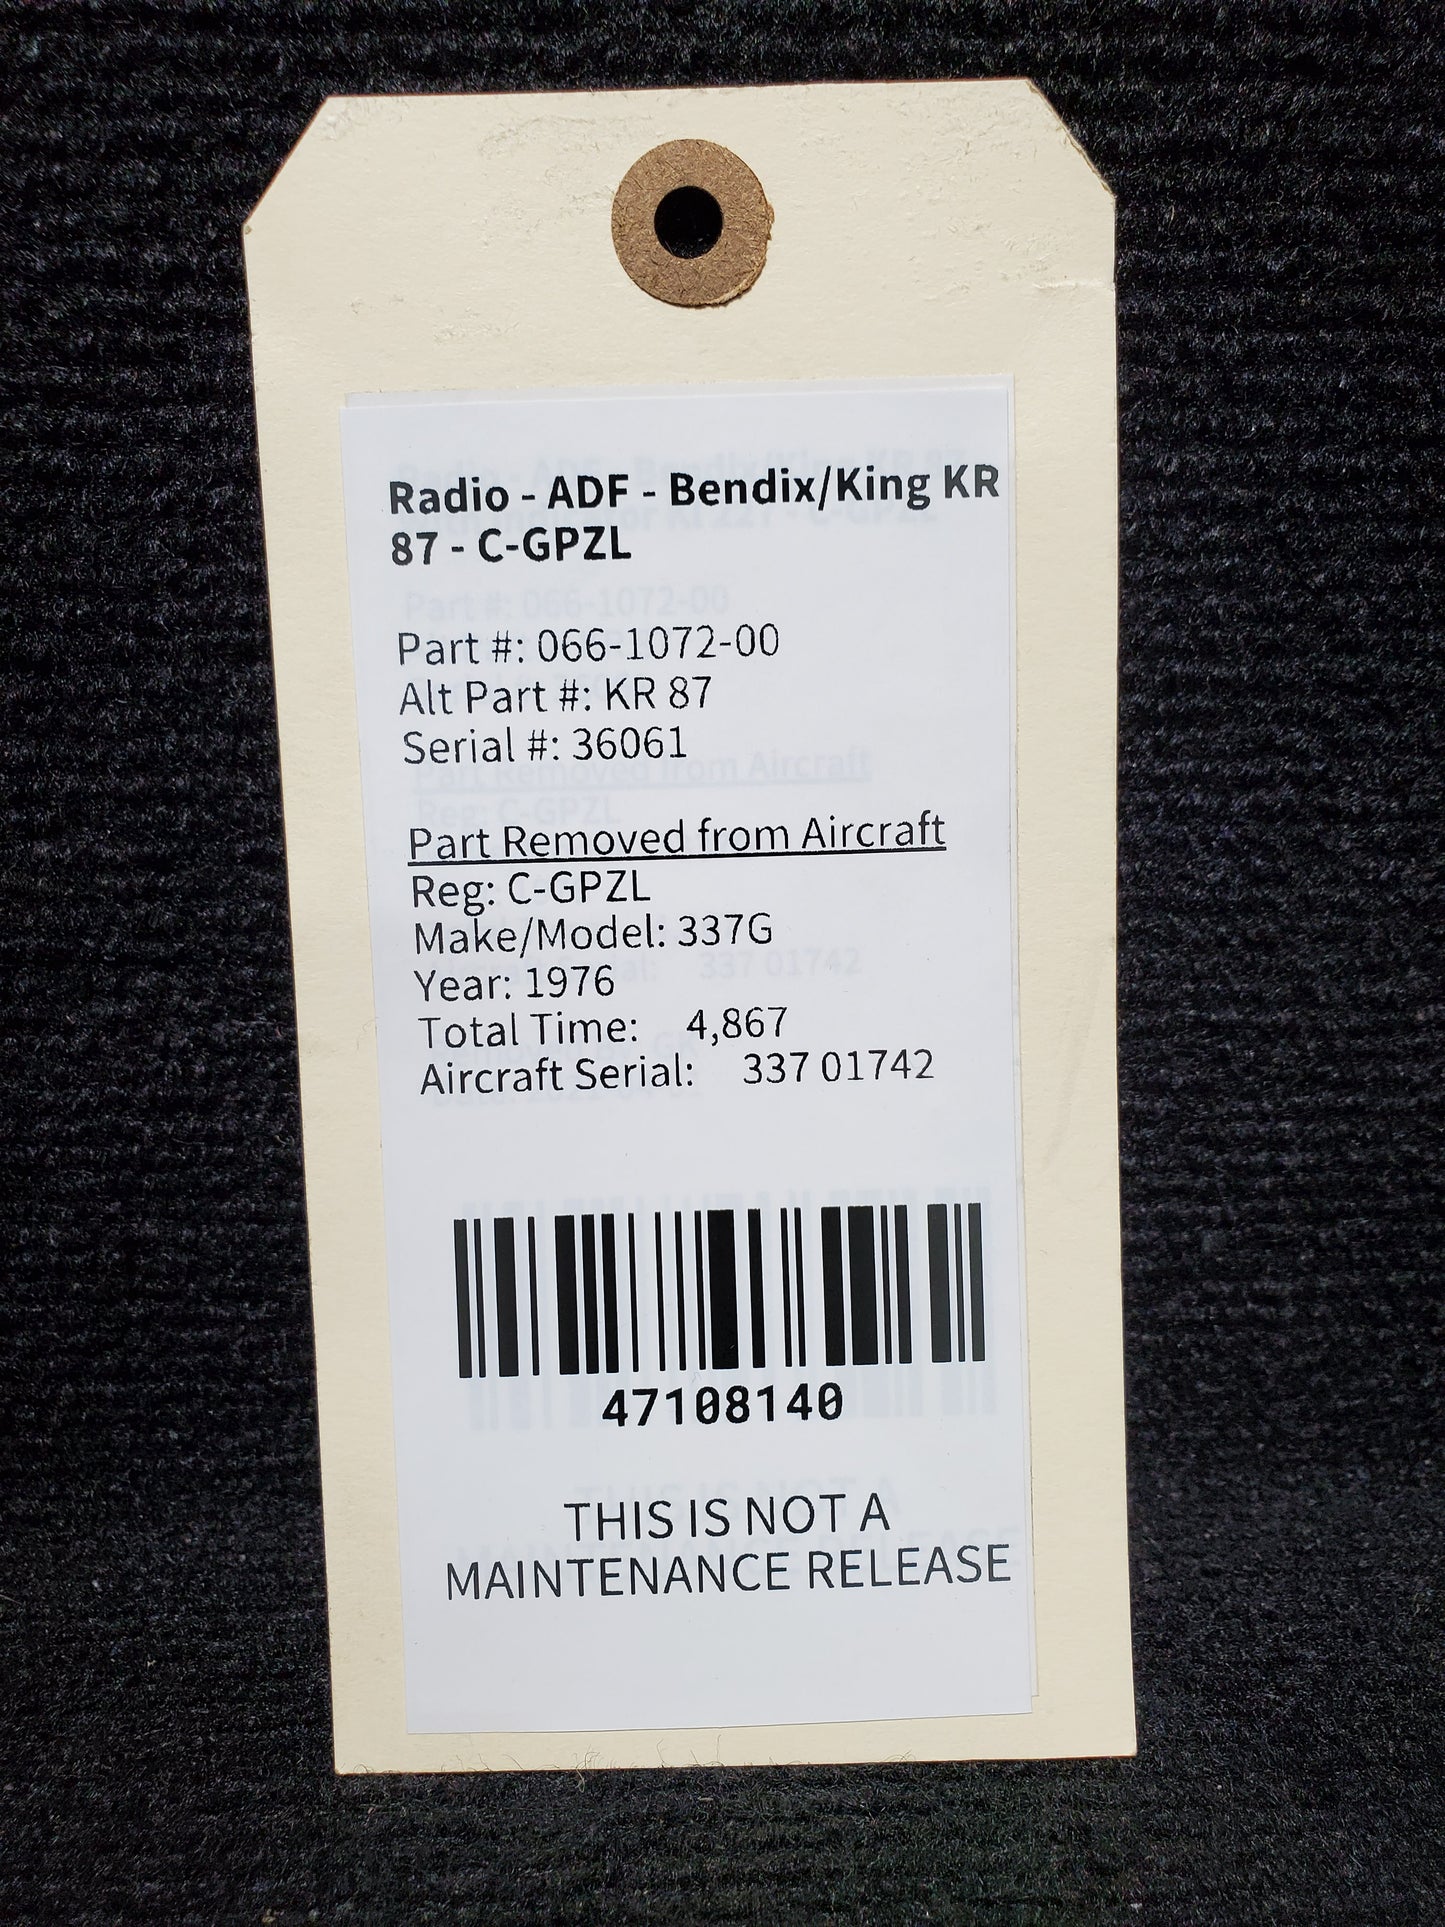 Radio - ADF - Bendix/King KR
87 - C-GPZL
Part #: 066-1072-00
Alt Part #: KR 87
Serial #: 36061
Part Removed from Aircraft
Reg: C-GPZL
Make/Model: 337G
Year: 1976
Total Time: 4,867
Aircraft Serial: 337 01742
47108140
THIS IS NOT A
MAINTENANCE RELEASE